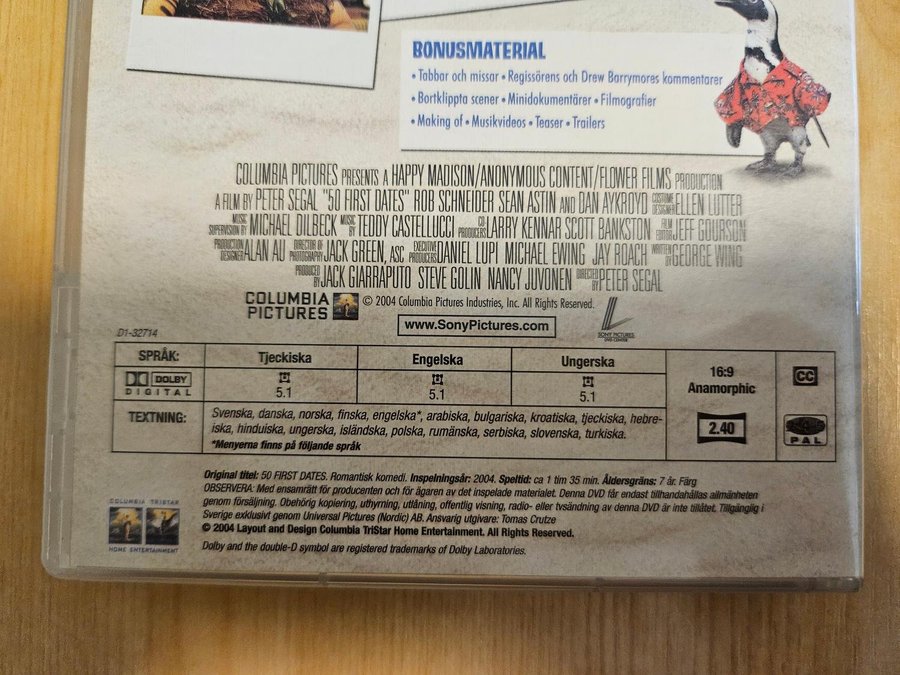 BONUSMATERIAL
• Tabbar och missar • Regissörens och Drew Barrymores kommentarer
• Bortklippta scener • Minidokumentärer • Filmografier
• Making of • Musikvideos • Teaser • Trailers
COLUMBIA PICTURES PRESENTS A HAPPY MADISON/ANONYMOUS CONTENT/FLOWER FILMS PRODUCTION
A FILM BY PETER SEGAL "50 FIRST DATES" ROB SCHNEIDER SEAN ASTIN AND DAN AYKROYD COSTUME DESIGNER ELLEN LUTTER
MUSIC SUPERVISION BY MICHAEL DILBECK MUSIC BY TEDDY CASTELLUCCI CO-PRODUCERS LARRY KENNAR SCOTT BANKSTON FILM EDITOR JEFF GOURSON
PRODUCTION DESIGNER ALAN AU DIRECTOR OF PHOTOGRAPHY JACK GREEN, ASC EXECUTIVE PRODUCERS DANIEL LUPI MICHAEL EWING JAY ROACH WRITTEN BY GEORGE WING
PRODUCED BY JACK GIARRAPUTO STEVE GOLIN NANCY JUVONEN DIRECTED BY PETER SEGAL
COLUMBIA PICTURES © 2004 Columbia Pictures Industries, Inc. All Rights Reserved.
www.SonyPictures.com
SONY PICTURES
DVD CENTER
D1-32714
SPRÅK: Tjeckiska Engelska Ungerska
DOLBY DIGITAL 5.1 5.1 5.1
16:9
Anamorphic
CC
TEXTNING: Svenska, danska, norska, finska, engelska*, arabiska, bulgariska, kroatiska, tjeckiska, hebre-
iska, hinduiska, ungerska, isländska, polska, rumänska, serbiska, slovenska, turkiska.
*Menyerna finns på följande språk
2.40
PAL
Original titel: 50 FIRST DATES. Romantisk komedi. Inspelningsår: 2004. Speltid: ca 1 tim 35 min. Åldersgräns: 7 år. Färg
OBSERVERA: Med ensamrätt för producenten och för ägaren av det inspelade materialet. Denna DVD får endast tillhandahållas allmänheten
genom försäljning. Obehörig kopiering, uthyrning, utlåning, offentlig visning, radio- eller tvsändning av denna DVD är inte tillåtet. Tillgänglig i
Sverige exklusivt genom Universal Pictures (Nordic) AB. Ansvarig utgivare: Tomas Crutze
© 2004 Layout and Design Columbia TriStar Home Entertainment. All Rights Reserved.
Dolby and the double-D symbol are registered trademarks of Dolby Laboratories.
COLUMBIA TRISTAR
HOME ENTERTAINMENT